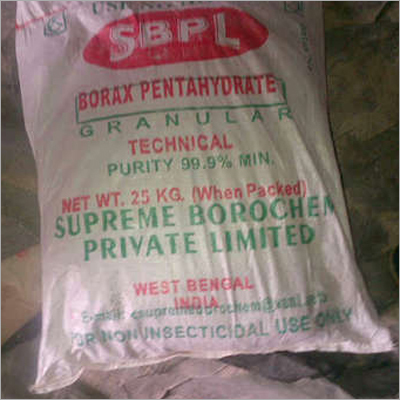 SBPL
BORAX PENTAHYDRATE
GRANULAR
TECHNICAL
PURITY 99.9% MIN.
NET WT. 25 KG. (When Packed)
SUPREME BOROCHEM
PRIVATE LIMITED
WEST BENGAL
INDIA
E-mail:
FOR NON INSECTICIDAL USE ONLY